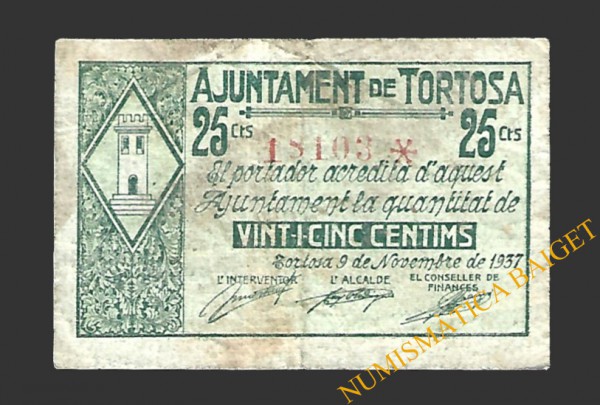 AJUNTAMENT DE TORTOSA
25 Cts 25 Cts
18103 *
El portador acredita d'aquest
Ajuntament la quantitat de
VINT-I-CINC CENTIMS
Tortosa 9 de Novembre de 1937
L'INTERVENTOR L'ALCALDE EL CONSELLER DE
FINANCES
NUMISMATICA BAIGET